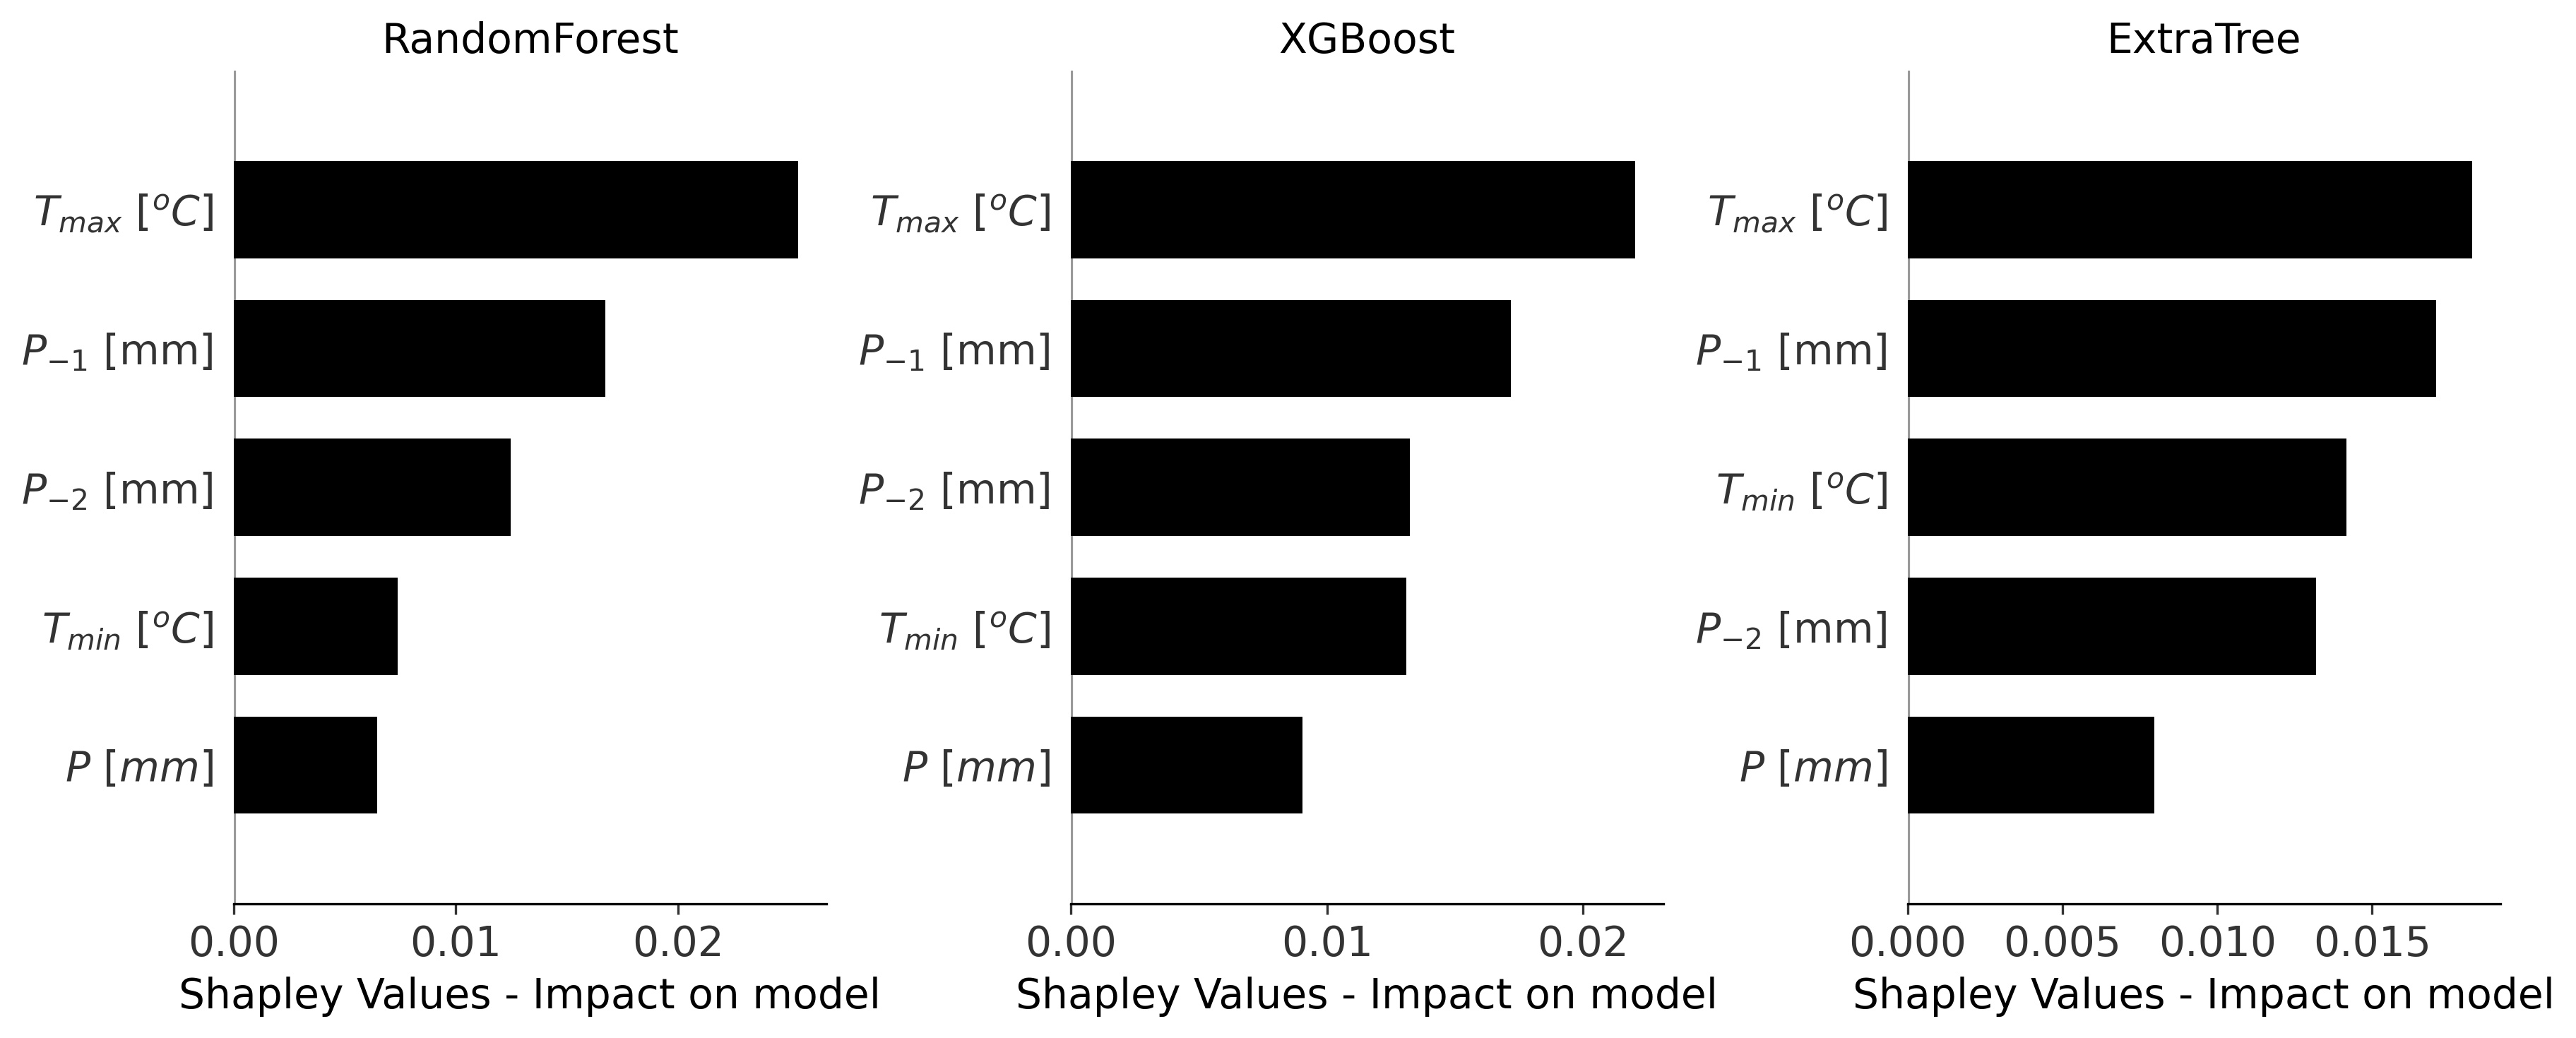 RandomForest
T_max [°C]
P_−1 [mm]
P_−2 [mm]
T_min [°C]
P [mm]
0.00 0.01 0.02
Shapley Values - Impact on model
XGBoost
T_max [°C]
P_−1 [mm]
P_−2 [mm]
T_min [°C]
P [mm]
0.00 0.01 0.02
Shapley Values - Impact on model
ExtraTree
T_max [°C]
P_−1 [mm]
T_min [°C]
P_−2 [mm]
P [mm]
0.000 0.005 0.010 0.015
Shapley Values - Impact on model